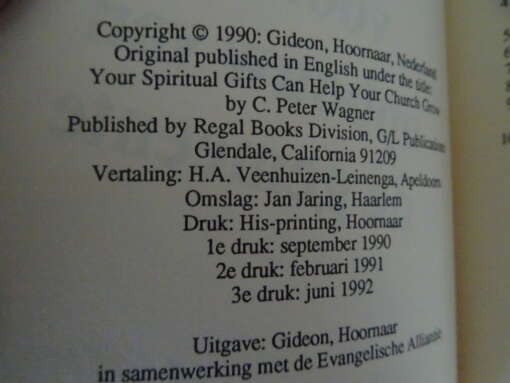 Copyright © 1990: Gideon, Hoornaar, Nederland
Original published in English under the title:
Your Spiritual Gifts Can Help Your Church Grow
by C. Peter Wagner
Published by Regal Books Division, G/L Publications
Glendale, California 91209
Vertaling: H.A. Veenhuizen-Leinenga, Apeldoorn
Omslag: Jan Jaring, Haarlem
Druk: His-printing, Hoornaar
1e druk: september 1990
2e druk: februari 1991
3e druk: juni 1992
Uitgave: Gideon, Hoornaar
in samenwerking met de Evangelische Alliantie